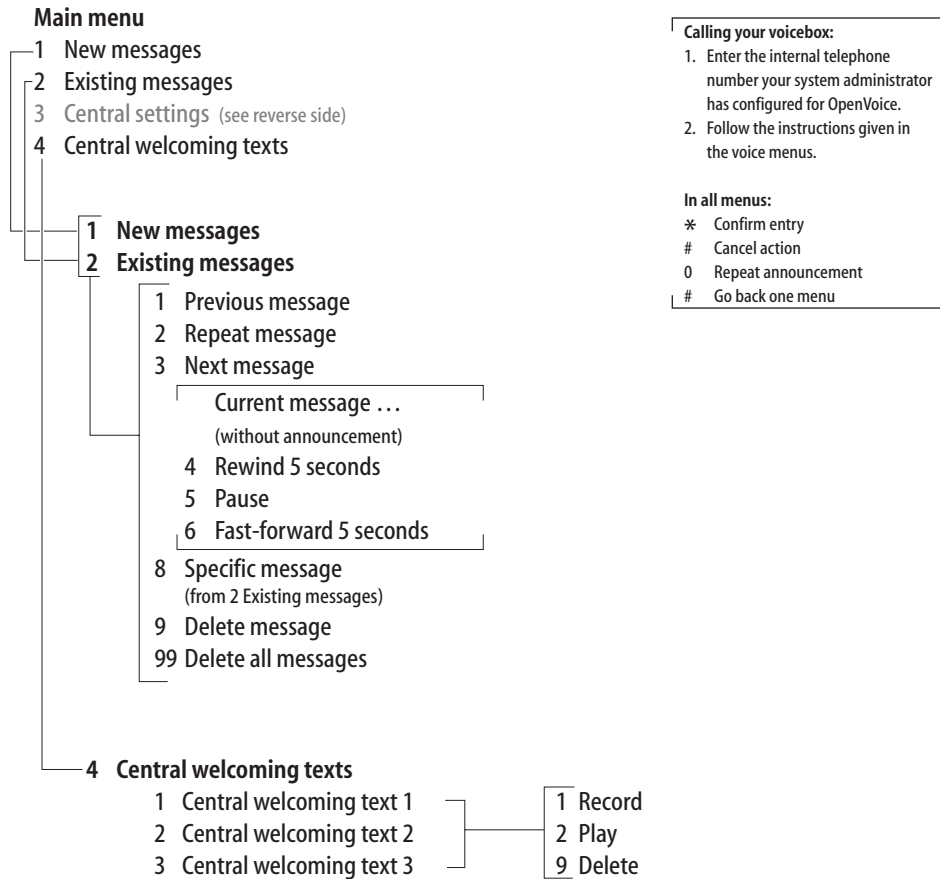 Main menu
1 New messages
2 Existing messages
3 Central settings (see reverse side)
4 Central welcoming texts
1 New messages
2 Existing messages
1 Previous message
2 Repeat message
3 Next message
Current message …
(without announcement)
4 Rewind 5 seconds
5 Pause
6 Fast-forward 5 seconds
8 Specific message
(from 2 Existing messages)
9 Delete message
99 Delete all messages
4 Central welcoming texts
1 Central welcoming text 1
2 Central welcoming text 2
3 Central welcoming text 3
1 Record
2 Play
9 Delete
Calling your voicebox:
1. Enter the internal telephone
number your system administrator
has configured for OpenVoice.
2. Follow the instructions given in
the voice menus.
In all menus:
* Confirm entry
# Cancel action
0 Repeat announcement
# Go back one menu